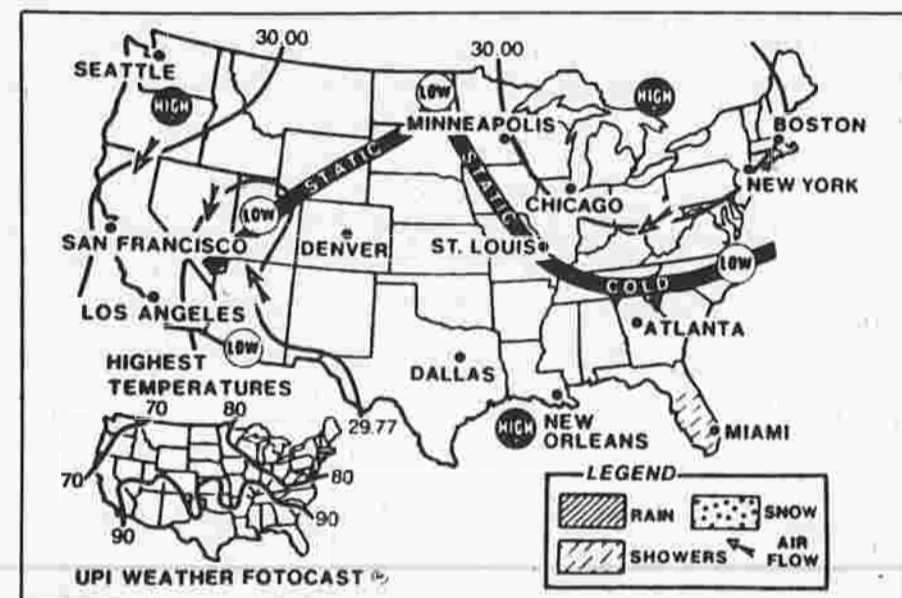 30.00
30.00
SEATTLE
HIGH
LOW
HIGH
MINNEAPOLIS
BOSTON
STATIC
STATIC
NEW YORK
CHICAGO
LOW
SAN FRANCISCO
DENVER
ST. LOUIS
LOW
COLD
LOS ANGELES
ATLANTA
LOW
HIGHEST
TEMPERATURES
DALLAS
70
80
29.77
HIGH
NEW
ORLEANS
MIAMI
70
80
90
90
LEGEND
RAIN
SNOW
SHOWERS
AIR
FLOW
UPI WEATHER FOTOCAST ©